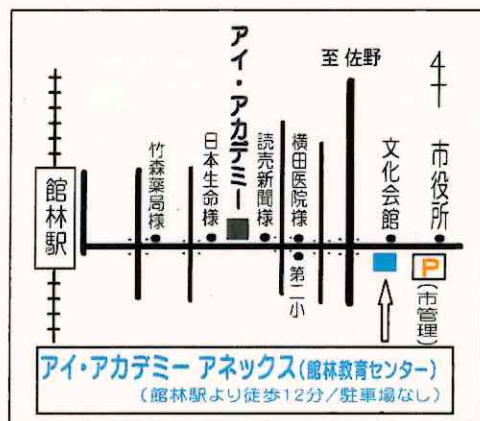 アイ・アカデミー
至 佐野
4
館林駅
竹森薬局様
日本生命様
読売新聞様
横田医院様
第二小
文化会館
市役所
P
(市管理)
アイ・アカデミー アネックス(館林教育センター)
(館林駅より徒歩12分/駐車場なし)